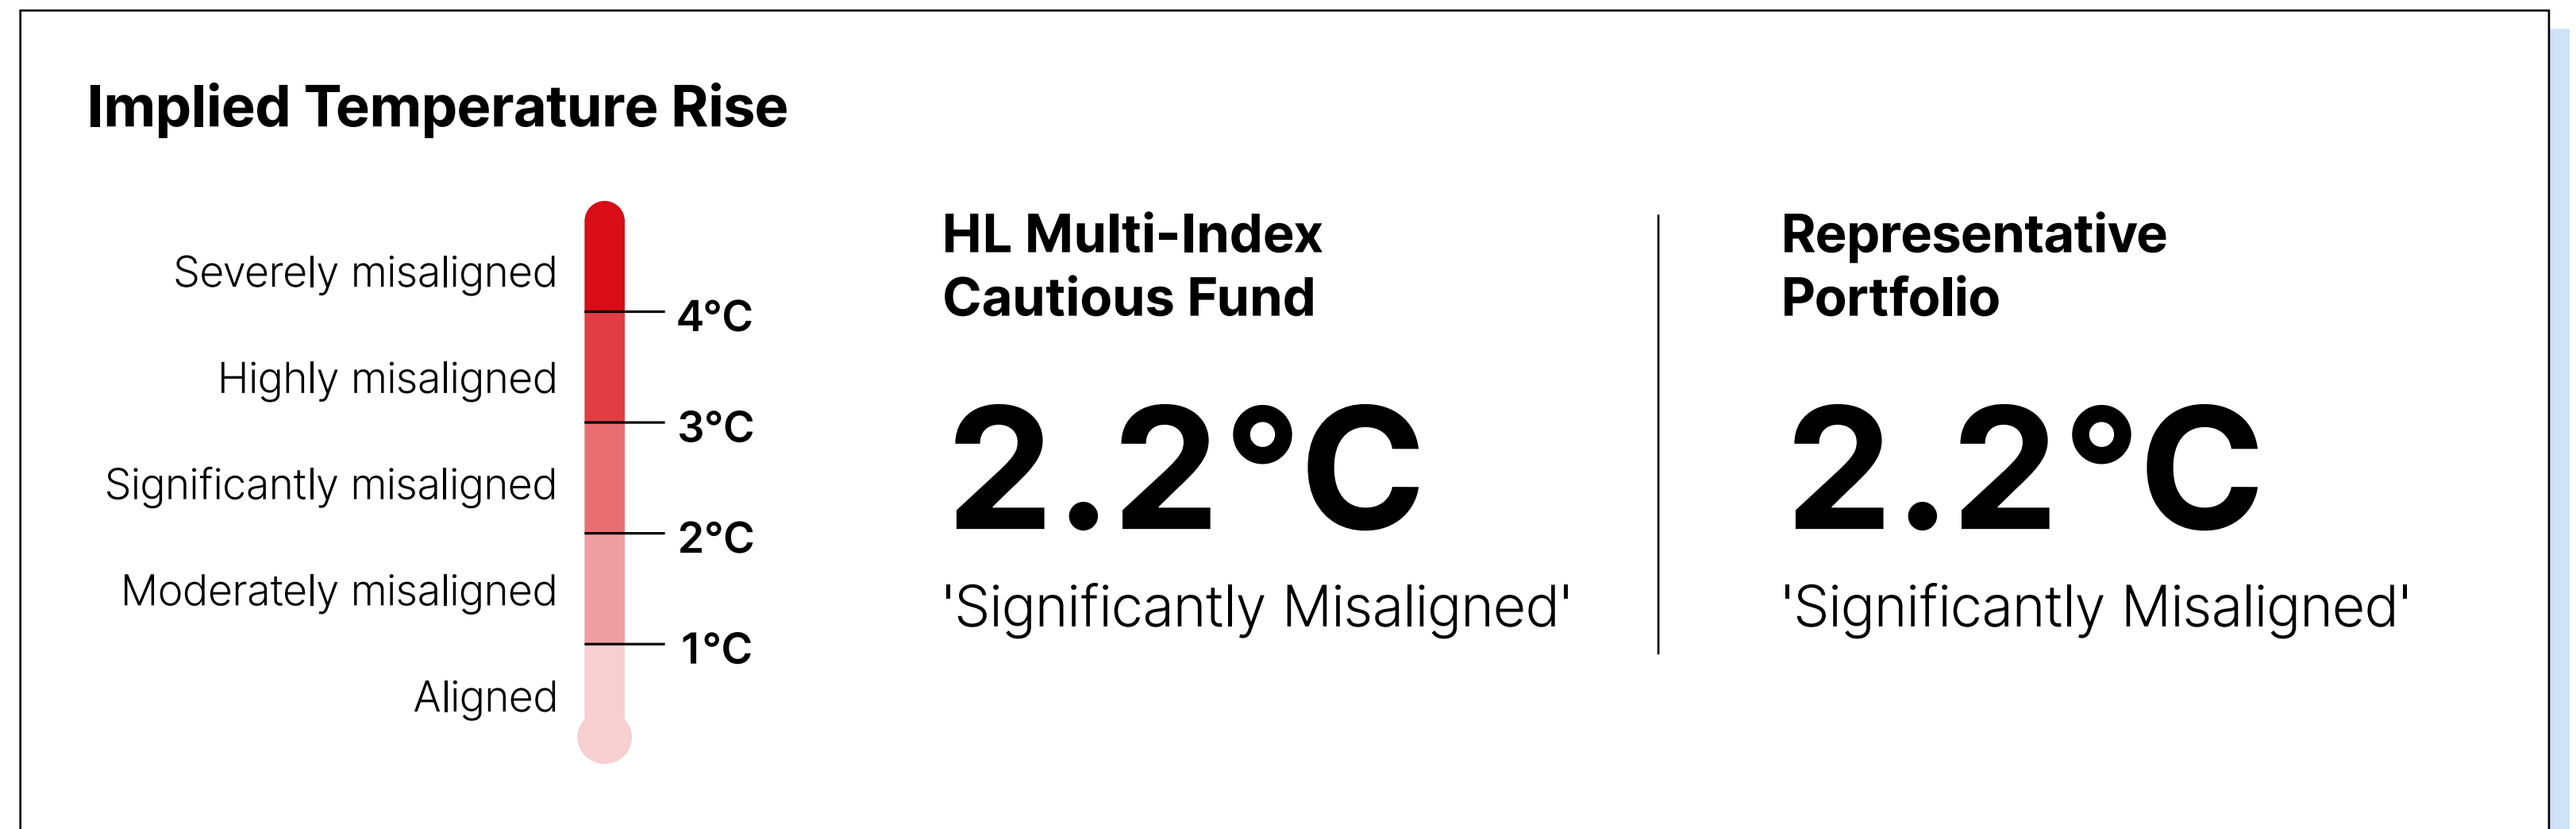 Implied Temperature Rise
Severely misaligned
4°C
Highly misaligned
3°C
Significantly misaligned
2°C
Moderately misaligned
1°C
Aligned
HL Multi-Index
Cautious Fund
2.2°C
'Significantly Misaligned'
Representative
Portfolio
2.2°C
'Significantly Misaligned'